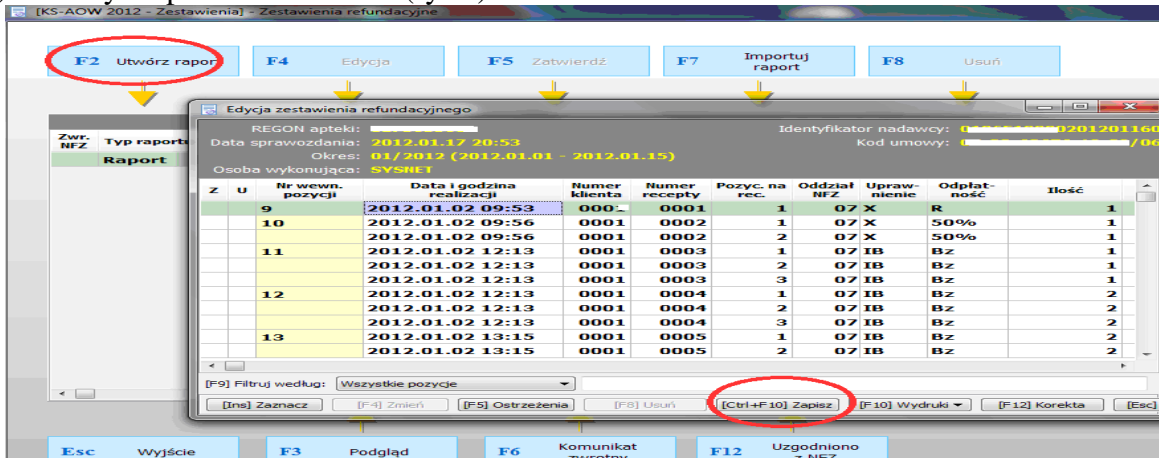 [KS-AOW 2012 - Zestawienia] - Zestawienia refundacyjne
F2 Utwórz raport F4 Edycja F5 Zatwierdź F7 Importuj raport F8 Usuń
Edycja zestawienia refundacyjnego
REGON apteki: Identyfikator nadawcy:
Data sprawozdania: 2012.01.17 20:53 Kod umowy:
Okres: 01/2012 (2012.01.01 - 2012.01.15)
Osoba wykonująca: SYSNET
Zwr. NFZ Typ raportu
Raport
Z U Nr wewn. pozycji Data i godzina realizacji Numer klienta Numer recepty Pozyc. na rec. Oddział NFZ Upraw-nienie Odpłat-ność Ilość
9 2012.01.02 09:53 0001 1 07 X R 1
10 2012.01.02 09:56 0001 0002 1 07 X 50% 1
2012.01.02 09:56 0001 0002 2 07 X 50% 1
11 2012.01.02 12:13 0001 0003 1 07 IB Bz 1
2012.01.02 12:13 0001 0003 2 07 IB Bz 1
2012.01.02 12:13 0001 0003 3 07 IB Bz 1
12 2012.01.02 12:13 0001 0004 1 07 IB Bz 2
2012.01.02 12:13 0001 0004 2 07 IB Bz 2
2012.01.02 12:13 0001 0004 3 07 IB Bz 2
13 2012.01.02 13:15 0001 0005 1 07 IB Bz 2
2012.01.02 13:15 0001 0005 2 07 IB Bz 2
[F9] Filtruj według: Wszystkie pozycje
[Ins] Zaznacz [F4] Zmień [F5] Ostrzeżenia [F8] Usuń [Ctrl+F10] Zapisz [F10] Wydruki [F12] Korekta [Esc]
Esc Wyjście F3 Podgląd F6 Komunikat zwrotny F12 Uzgodniono z NFZ